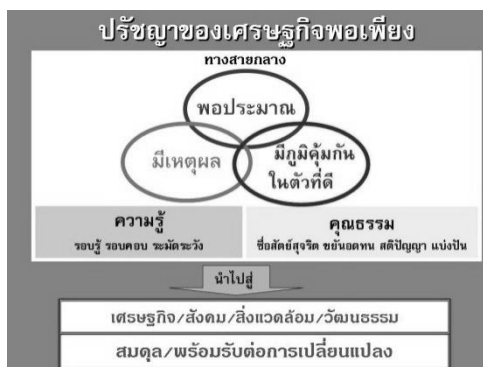 ปรัชญาของเศรษฐกิจพอเพียง
ทางสายกลาง
พอประมาณ
มีเหตุผล
มีภูมิคุ้มกัน
ในตัวที่ดี
ความรู้
รอบรู้ รอบคอบ ระมัดระวัง
คุณธรรม
ซื่อสัตย์สุจริต ขยันอดทน สติปัญญา แบ่งปัน
นำไปสู่
เศรษฐกิจ/สังคม/สิ่งแวดล้อม/วัฒนธรรม
สมดุล/พร้อมรับต่อการเปลี่ยนแปลง